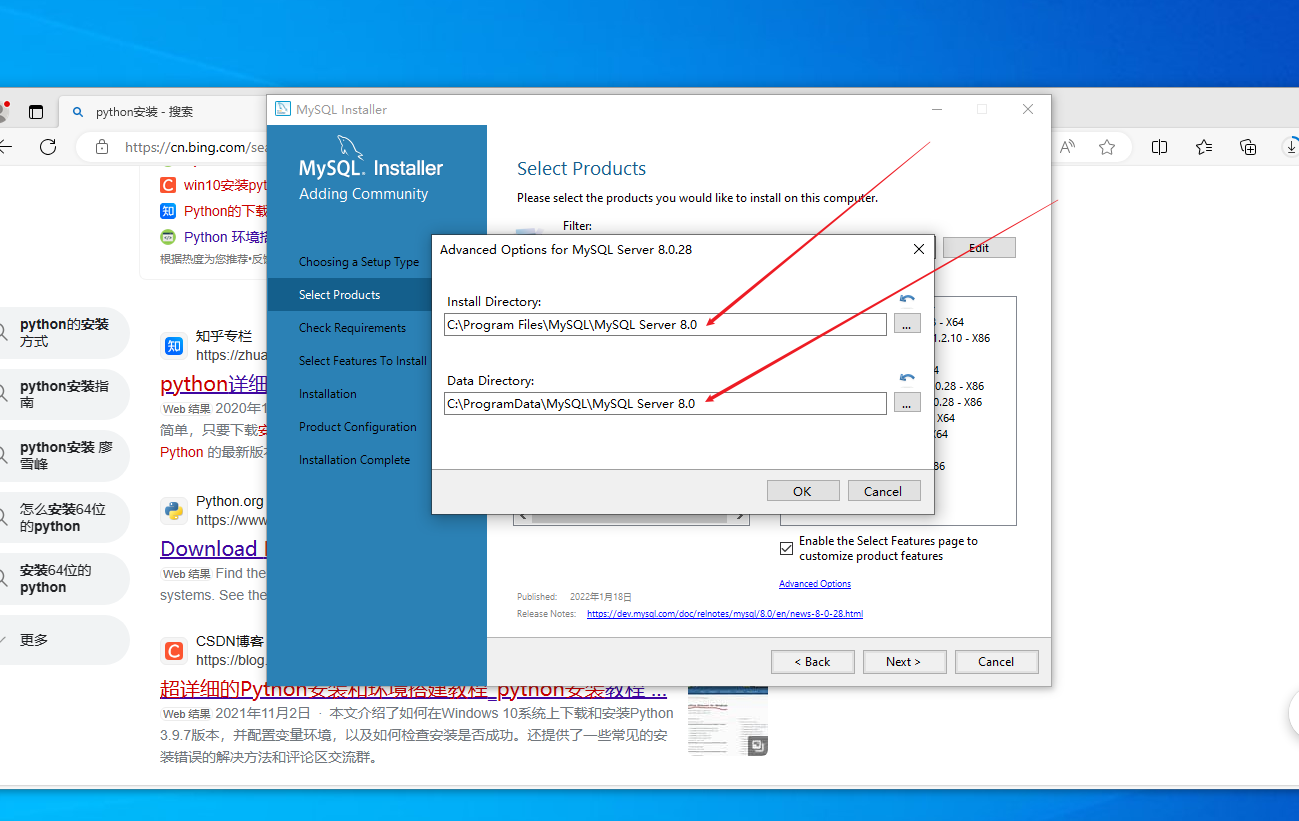 python安装 - 搜索
MySQL Installer
https://cn.bing.com/sea
MySQL. Installer
Adding Community
Choosing a Setup Type
Select Products
Check Requirements
Select Features To Install
Installation
Product Configuration
Installation Complete
Select Products
Please select the products you would like to install on this computer.
Filter:
Edit
Advanced Options for MySQL Server 8.0.28
Install Directory:
C:\Program Files\MySQL\MySQL Server 8.0
...
Data Directory:
C:\ProgramData\MySQL\MySQL Server 8.0
...
OK
Cancel
- X64
1.2.10 - X86
0.28 - X86
0.28 - X86
X64
Enable the Select Features page to
customize product features
Advanced Options
Published: 2022年1月18日
Release Notes: https://dev.mysql.com/doc/relnotes/mysql/8.0/en/news-8-0-28.html
< Back
Next >
Cancel
win10安装pyt
Python的下载
Python 环境搭
根据热度为您推荐•反馈
python的安装
方式
python安装指
南
python安装 廖
雪峰
怎么安装64位
的python
安装64位的
python
更多
知乎专栏
https://zhua
python详细
Web 结果 2020年1
简单，只要下载安
Python 的最新版本
Python.org
https://www
Download
Web 结果 Find the
systems. See the
CSDN博客
https://blog.
超详细的Python安装和环境搭建教程_python安装教程 ...
Web 结果 2021年11月2日 · 本文介绍了如何在Windows 10系统上下载和安装Python
3.9.7版本，并配置变量环境，以及如何检查安装是否成功。还提供了一些常见的安
装错误的解决方法和评论区交流群。